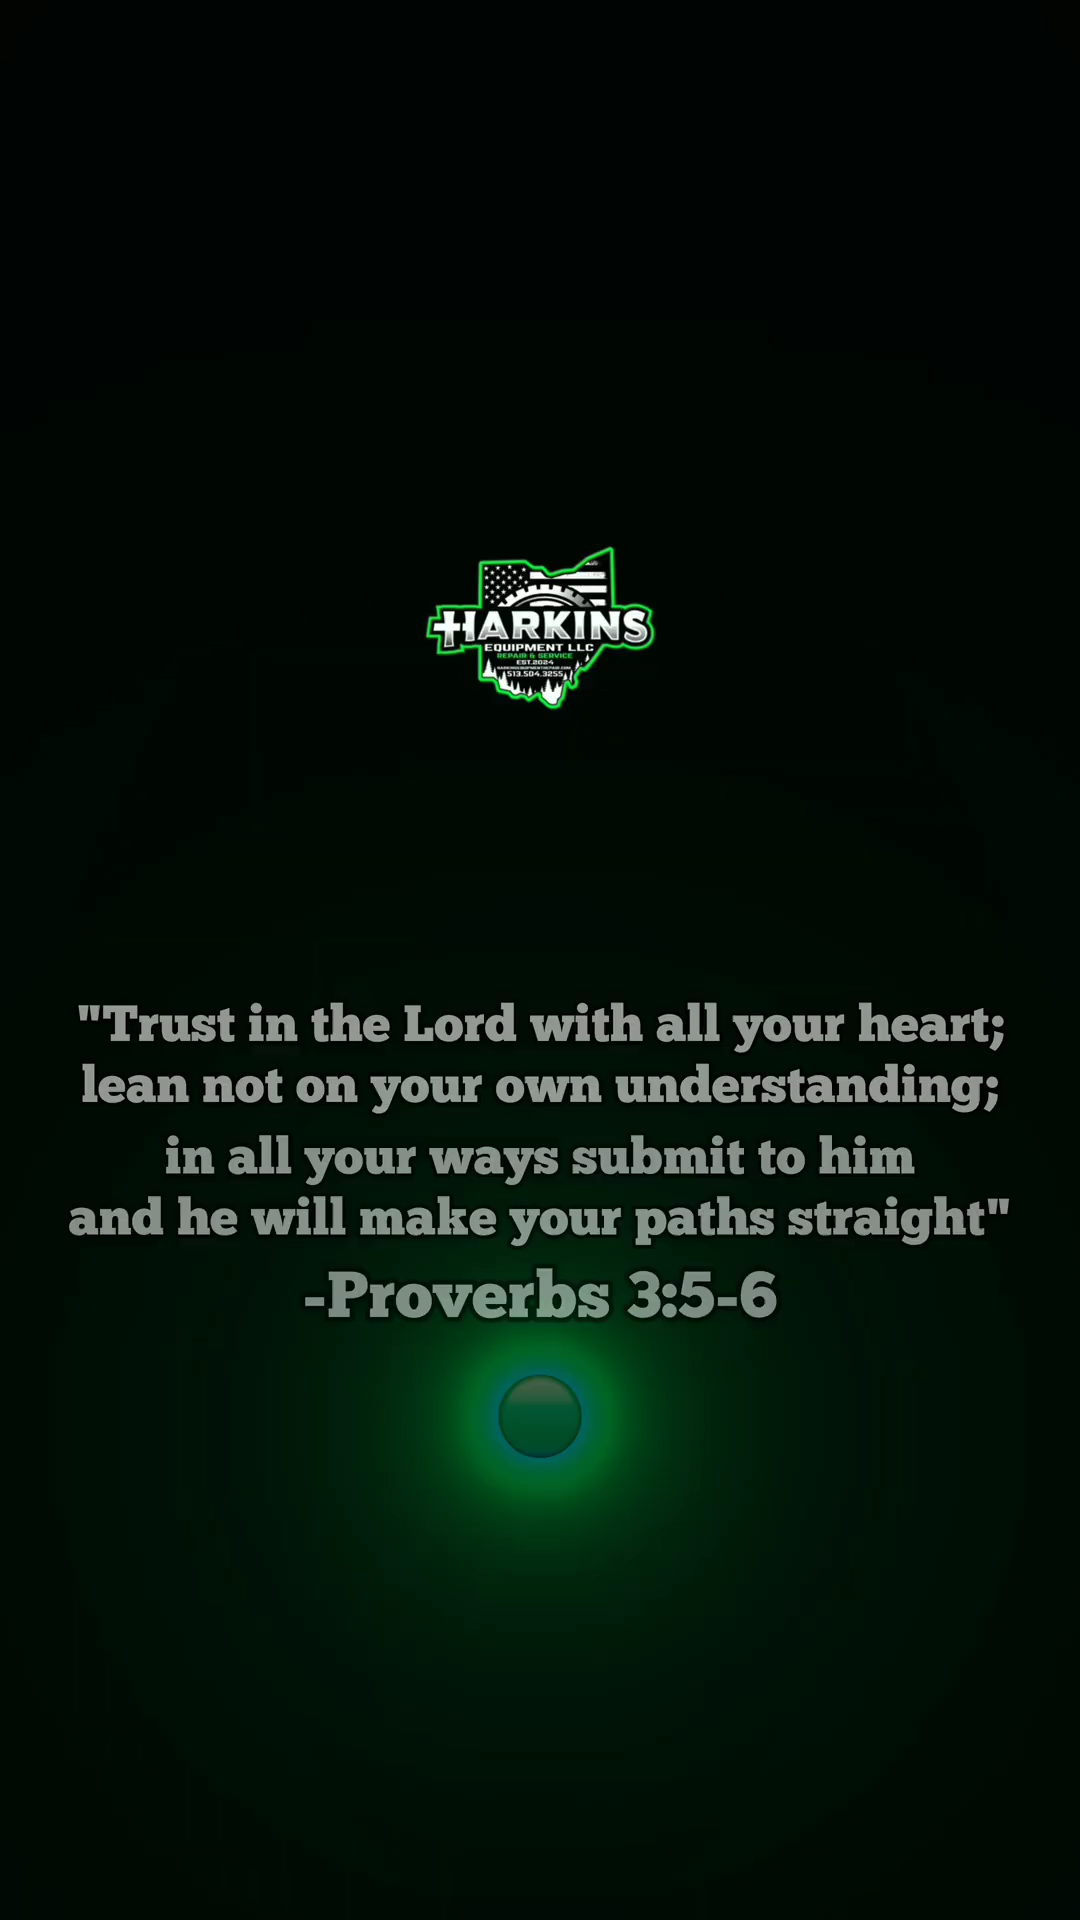 HARKINS
EQUIPMENT LLC
REPAIR & SERVICE
EST.2024
HARKINSEQUIPMENTREPAIR.COM
513.504.3255
"Trust in the Lord with all your heart;
lean not on your own understanding;
in all your ways submit to him
and he will make your paths straight"
-Proverbs 3:5-6